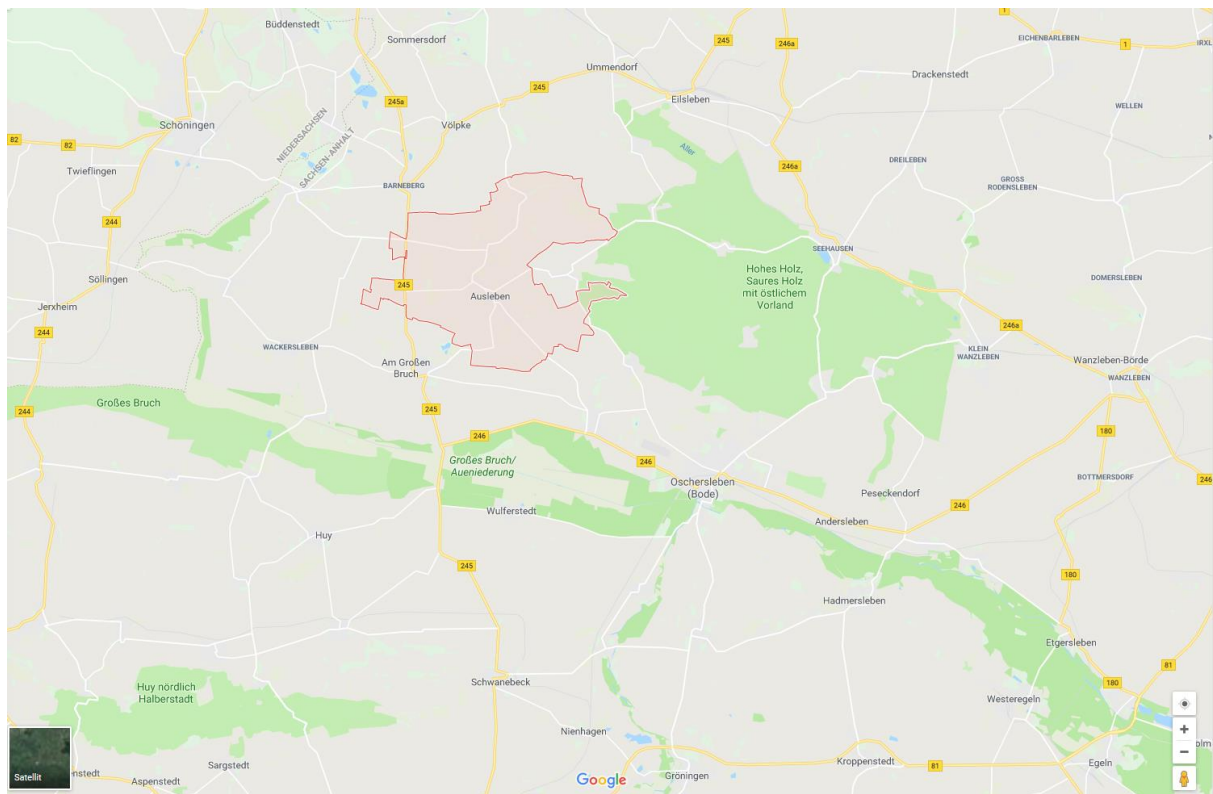 Büddenstedt
Sommersdorf
245
246a
1
EICHENBARLEBEN
1
IRXL
Ummendorf
Drackenstedt
245
Eilsleben
245a
WELLEN
Schöningen
Völpke
NIEDERSACHSEN
SACHSEN-ANHALT
82
82
Aller
DREILEBEN
246a
Twieflingen
BARNEBERG
GROSS
RODENSLEBEN
244
SEEHAUSEN
Söllingen
Hohes Holz,
Saures Holz
mit östlichem
Vorland
DOMERSLEBEN
245
Ausleben
Jerxheim
246a
244
WACKERSLEBEN
KLEIN
WANZLEBEN
Am Großen
Bruch
Wanzleben-Börde
WANZLEBEN
Großes Bruch
244
245
180
246
Großes Bruch/
Aueniederung
246
Oschersleben
(Bode)
BOTTMERSDORF
246
Peseckendorf
246
Wulferstedt
Andersleben
Huy
245
180
Hadmersleben
Etgersleben
81
Schwanebeck
180
Huy nördlich
Halberstadt
Westeregeln
Nienhagen
Sargstedt
Kroppenstedt
81
Egeln
Satellit
nstedt
Aspenstedt
Google
Gröningen